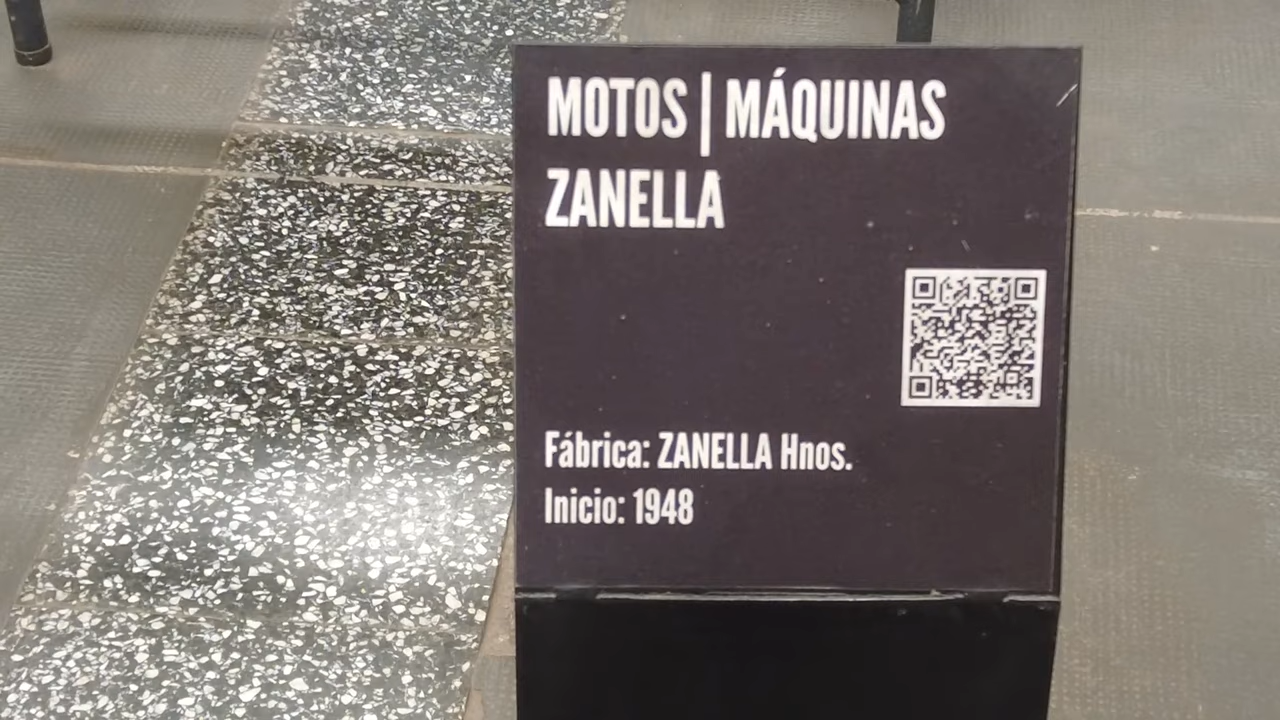 MOTOS | MÁQUINAS
ZANELLA
Fábrica: ZANELLA Hnos.
Inicio: 1948